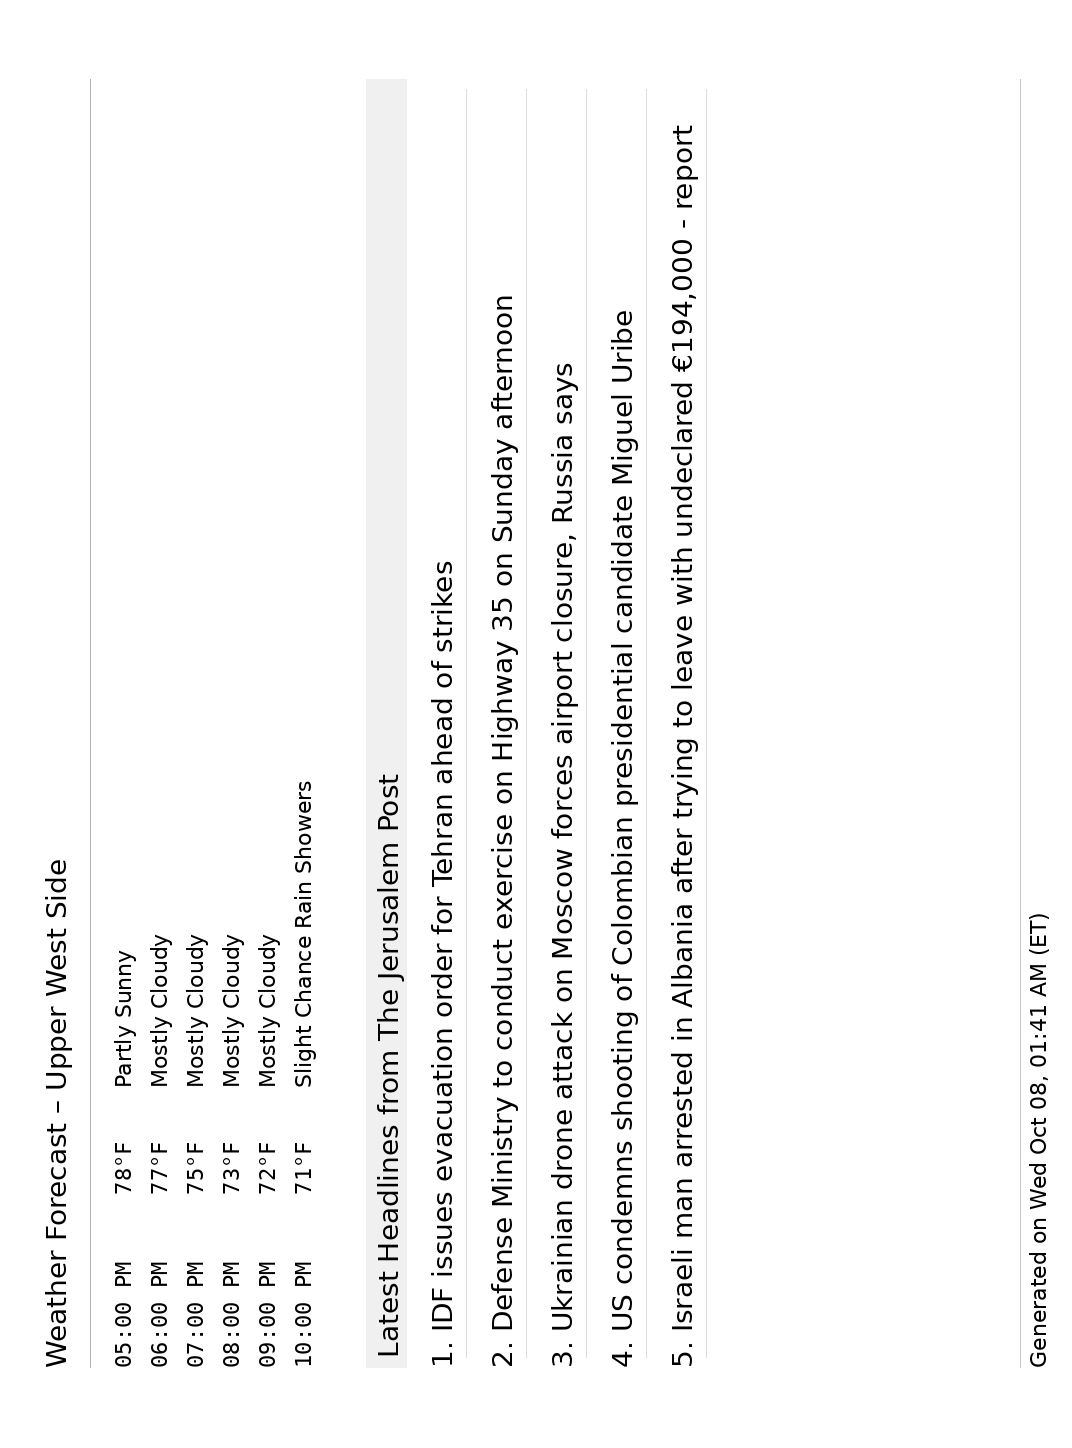 Weather Forecast – Upper West Side
05:00 PM 78°F Partly Sunny
06:00 PM 77°F Mostly Cloudy
07:00 PM 75°F Mostly Cloudy
08:00 PM 73°F Mostly Cloudy
09:00 PM 72°F Mostly Cloudy
10:00 PM 71°F Slight Chance Rain Showers
Latest Headlines from The Jerusalem Post
1. IDF issues evacuation order for Tehran ahead of strikes
2. Defense Ministry to conduct exercise on Highway 35 on Sunday afternoon
3. Ukrainian drone attack on Moscow forces airport closure, Russia says
4. US condemns shooting of Colombian presidential candidate Miguel Uribe
5. Israeli man arrested in Albania after trying to leave with undeclared €194,000 - report
Generated on Wed Oct 08, 01:41 AM (ET)